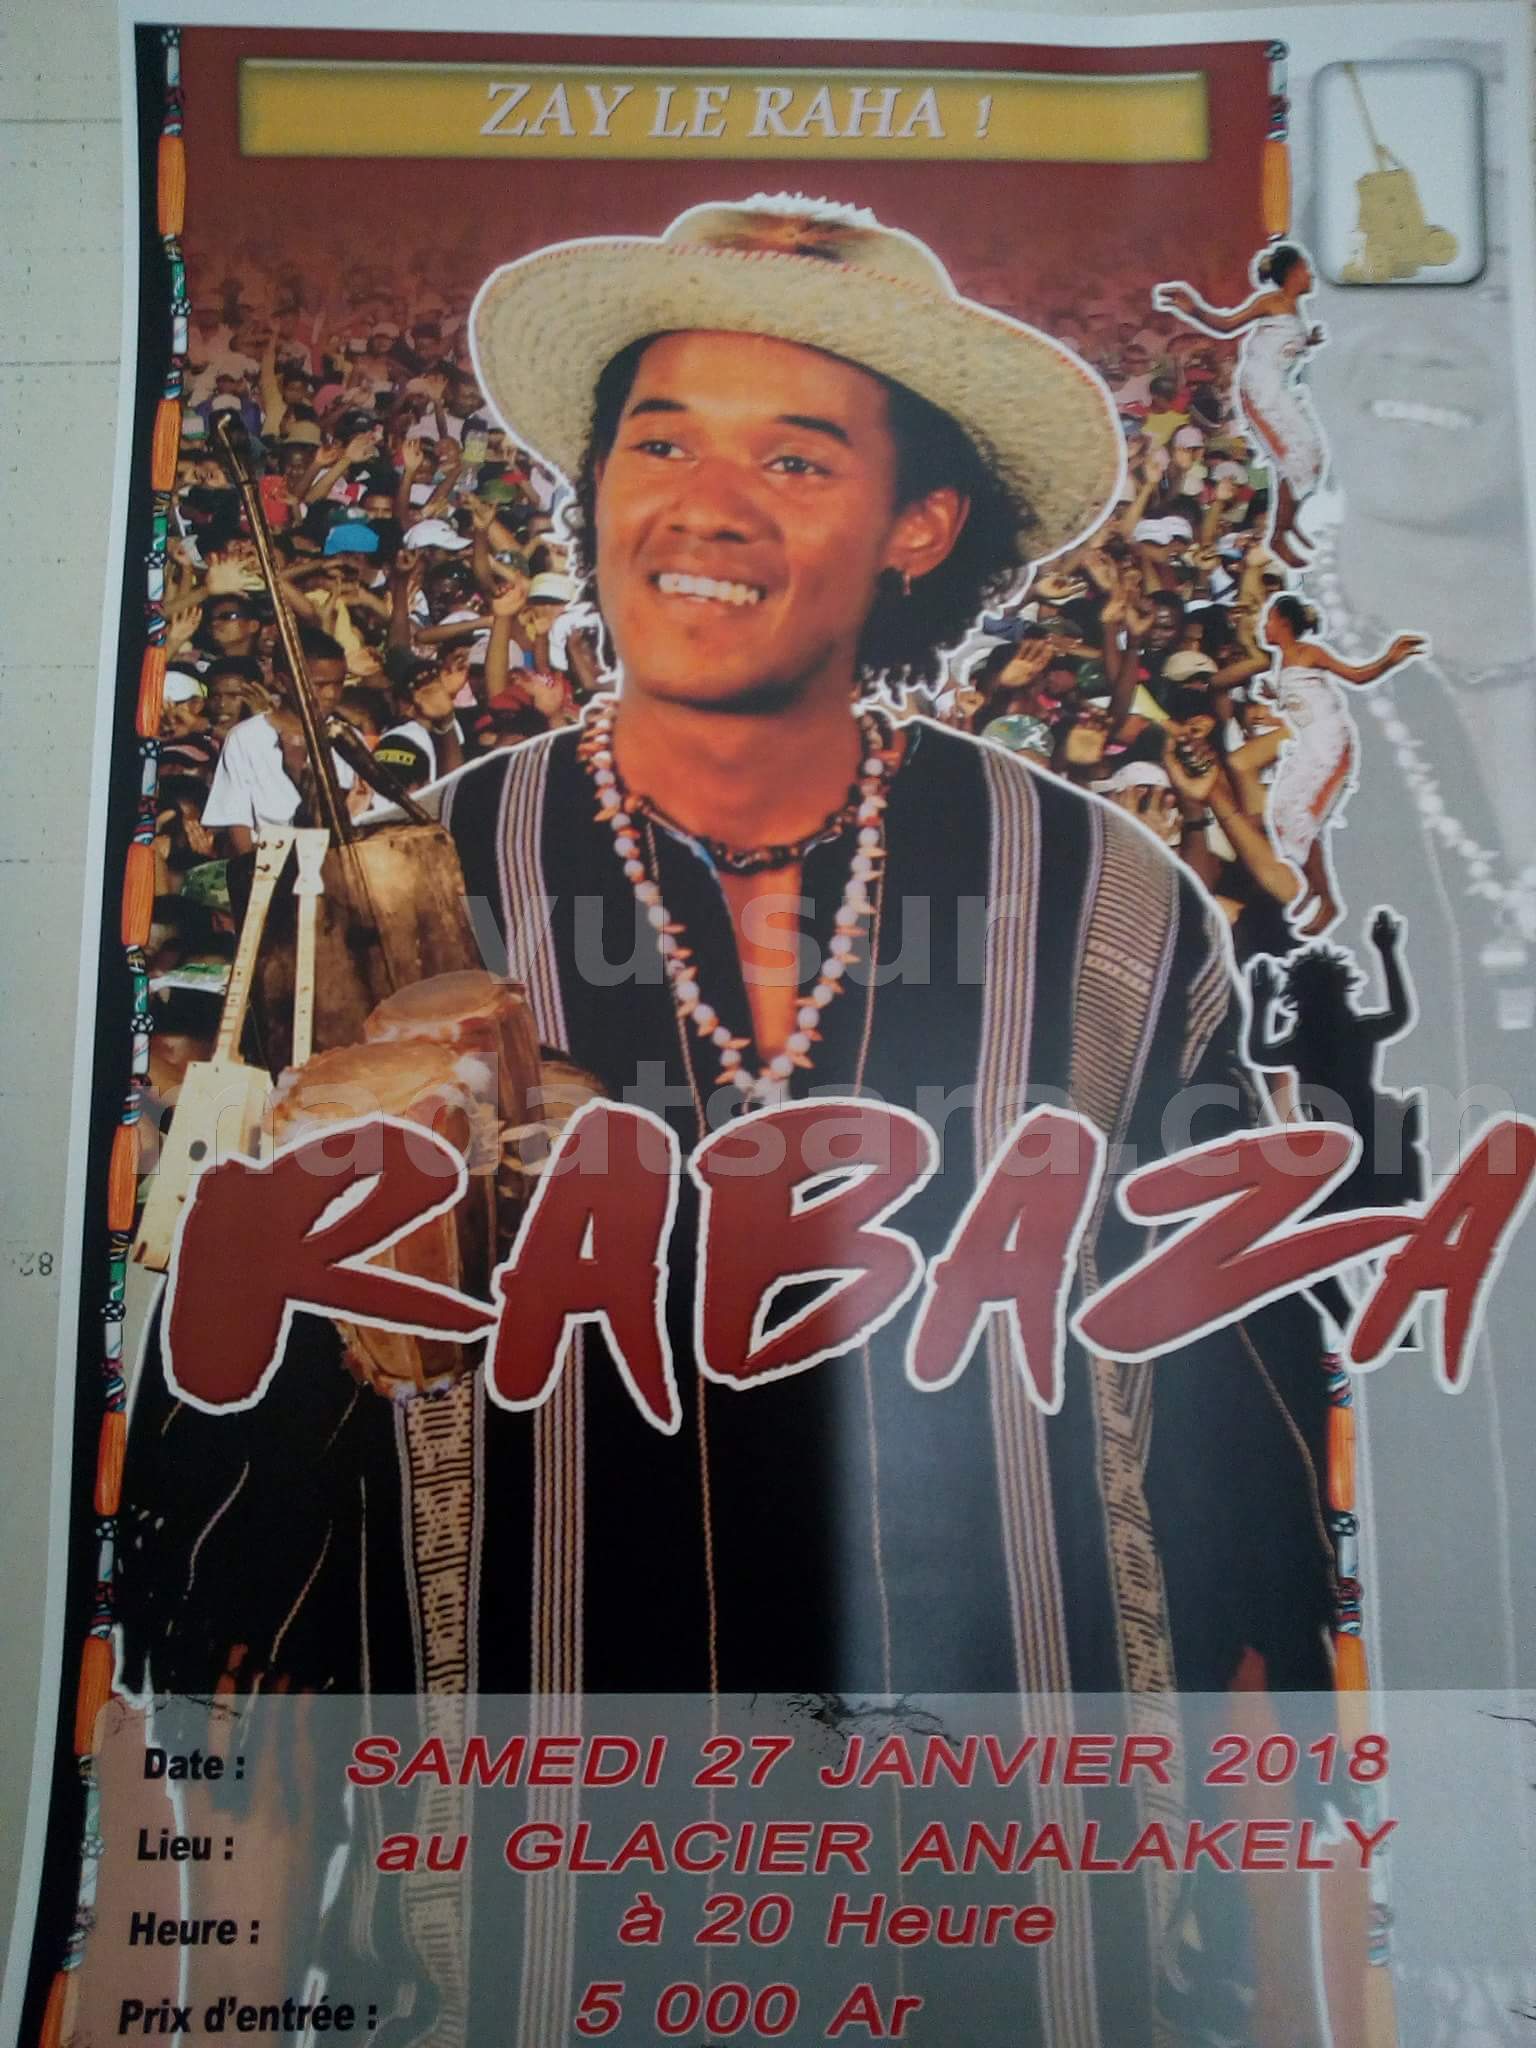 ZAY LE RAHA !
vu sur
madatsara.com
RABAZA
Date : SAMEDI 27 JANVIER 2018
Lieu : au GLACIER ANALAKELY
Heure : à 20 Heure
Prix d'entrée : 5 000 Ar